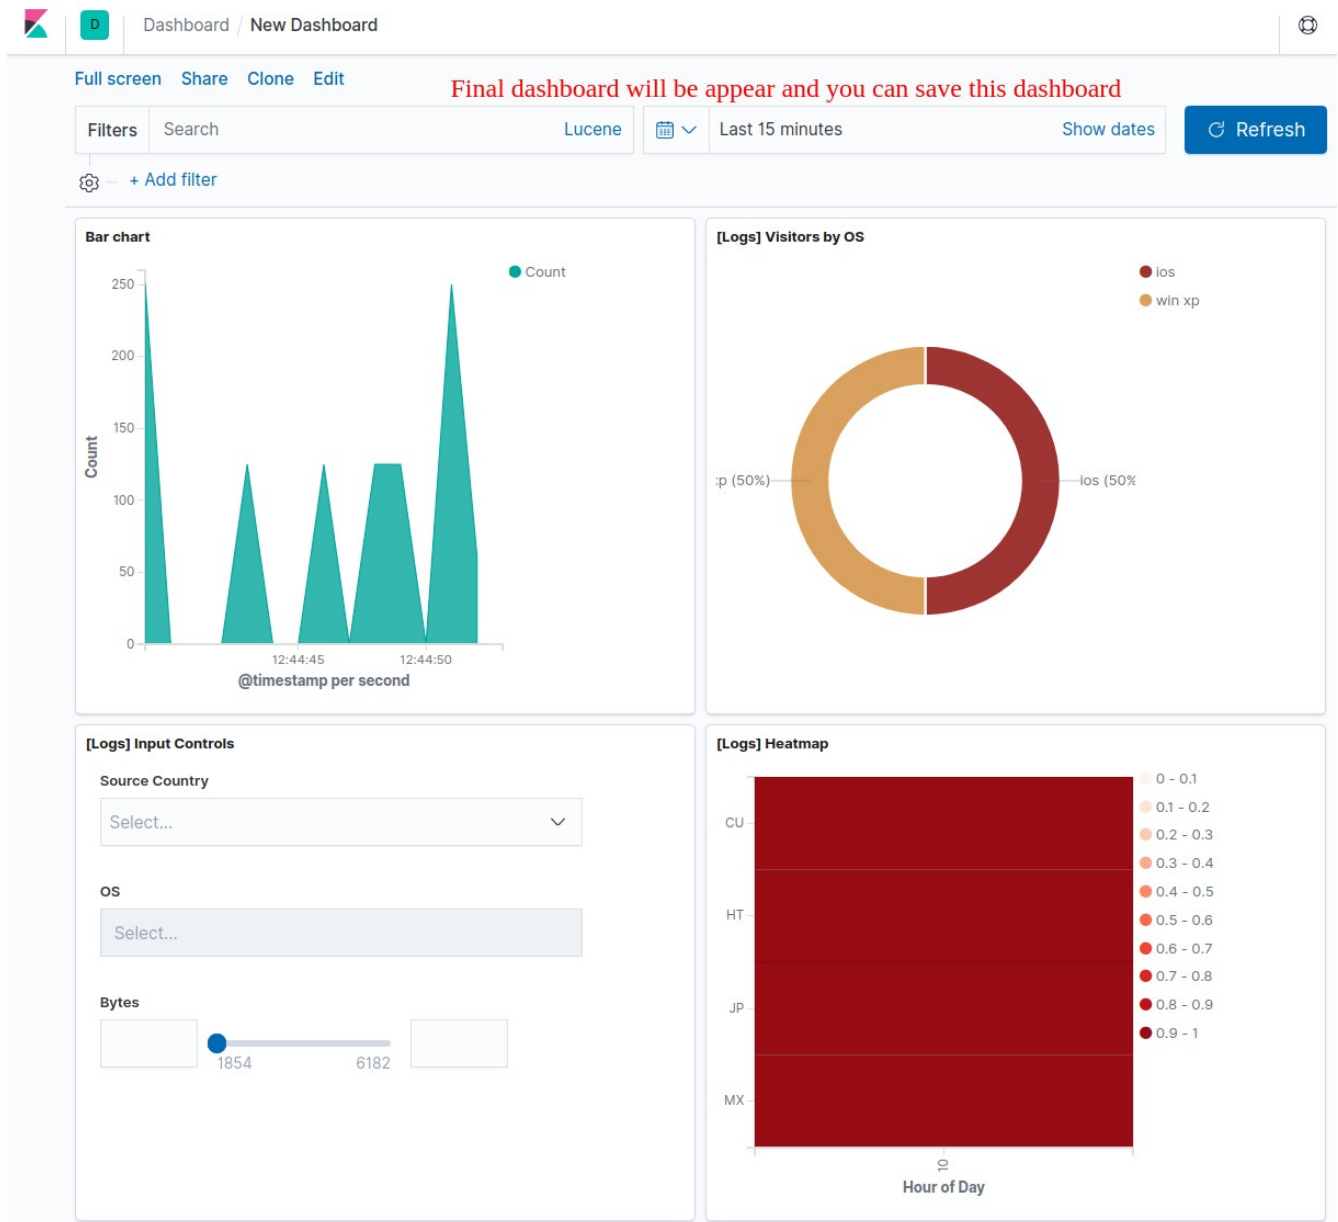 D Dashboard / New Dashboard
Full screen Share Clone Edit
Final dashboard will be appear and you can save this dashboard
Filters Search Lucene Last 15 minutes Show dates Refresh
+ Add filter
Bar chart
Count
250
200
150
100
50
0
Count
12:44:45 12:44:50
@timestamp per second
[Logs] Visitors by OS
ios
win xp
xp (50%) ios (50%
[Logs] Input Controls
Source Country
Select...
OS
Select...
Bytes
1854 6182
[Logs] Heatmap
CU
HT
JP
MX
0 - 0.1
0.1 - 0.2
0.2 - 0.3
0.3 - 0.4
0.4 - 0.5
0.5 - 0.6
0.6 - 0.7
0.7 - 0.8
0.8 - 0.9
0.9 - 1
10
Hour of Day